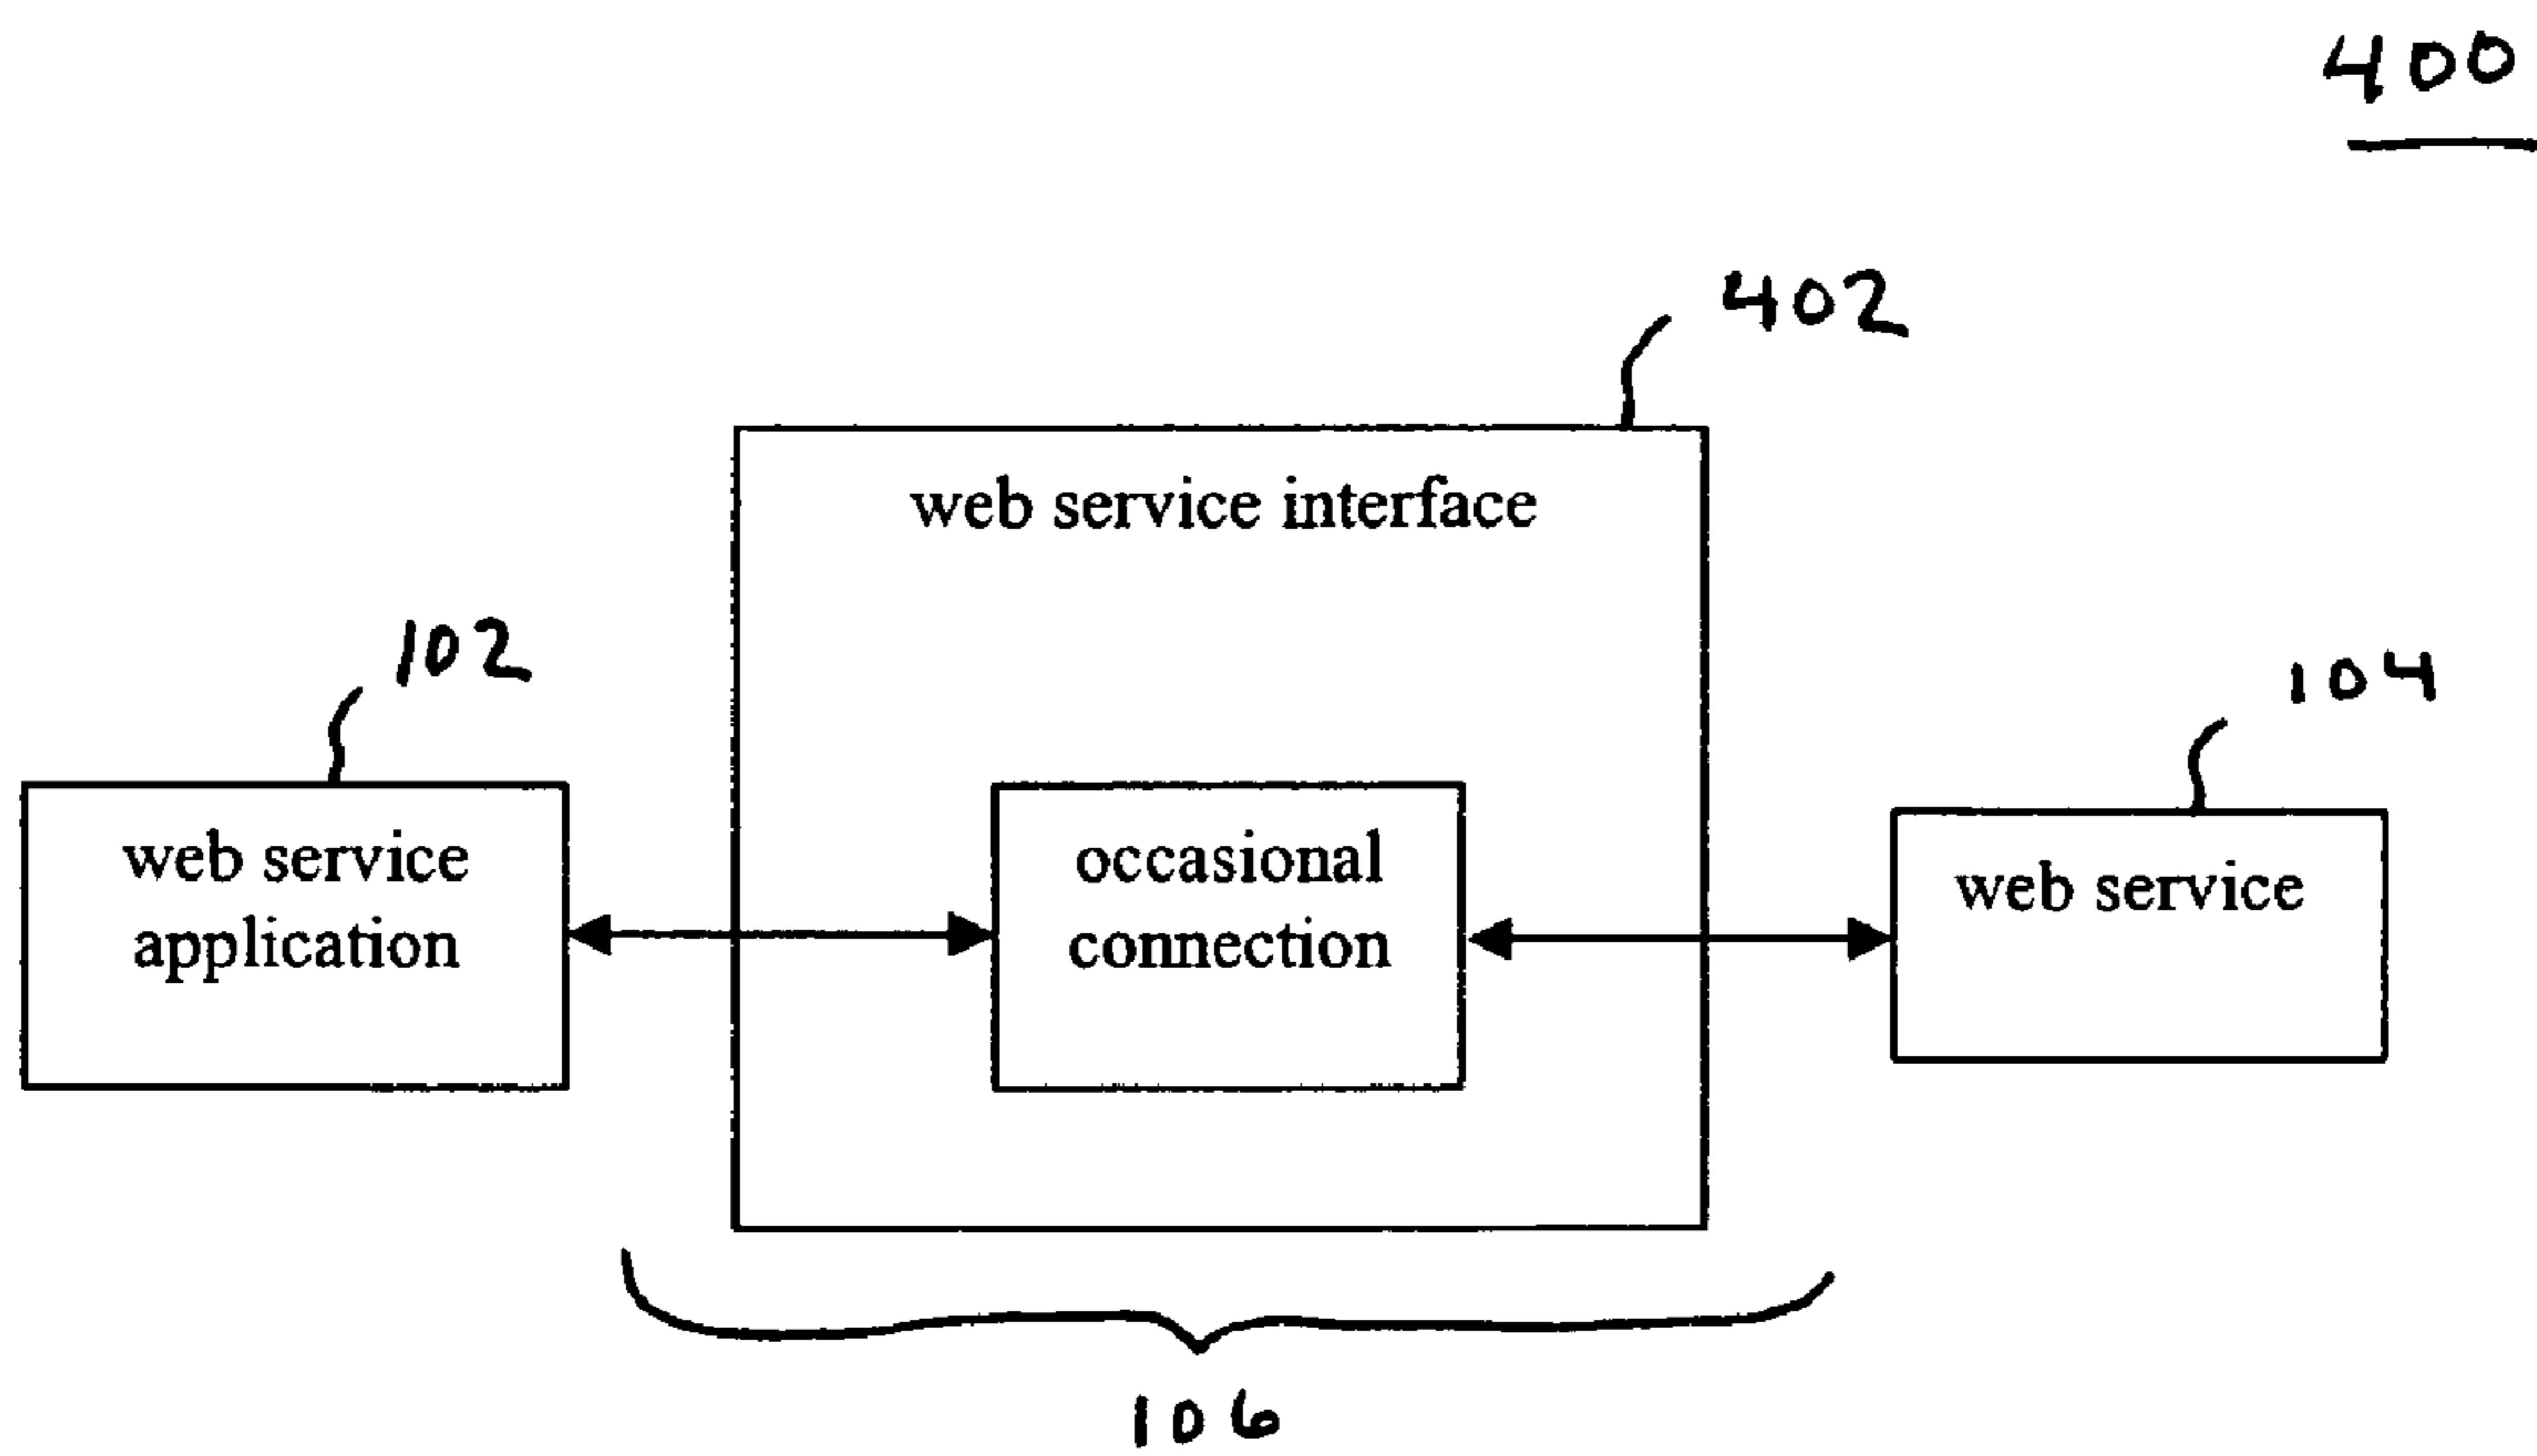 400
402
web service interface
102
104
web service
application
occasional
connection
web service
106